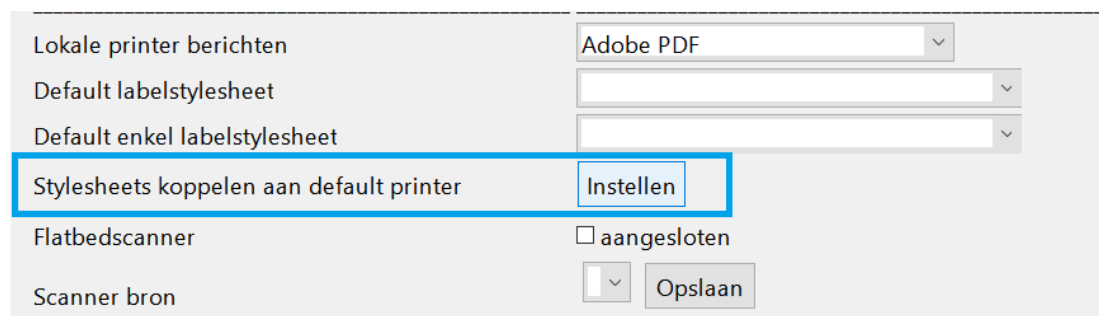 Lokale printer berichten Adobe PDF
Default labelstylesheet
Default enkel labelstylesheet
Stylesheets koppelen aan default printer Instellen
Flatbedscanner aangesloten
Scanner bron Opslaan